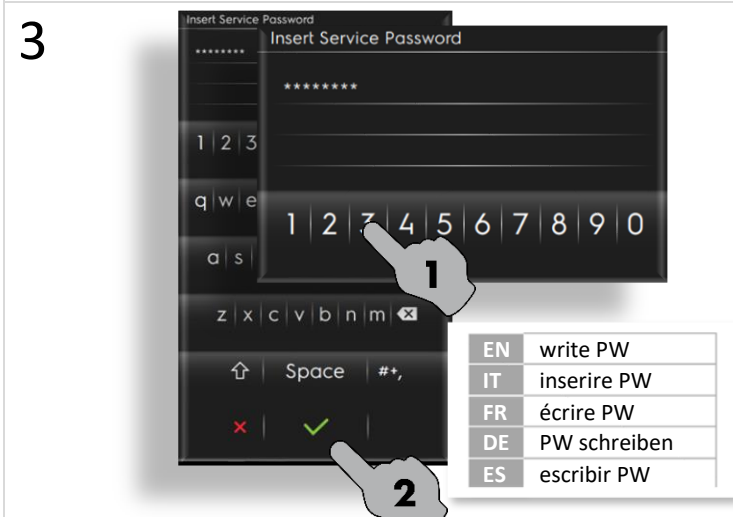 3
Insert Service Password
********
Insert Service Password
********
1 2 3
q w e
a s
1 2 3 4 5 6 7 8 9 0
1
z x c v b n m
Space #+,
2
EN write PW
IT inserire PW
FR écrire PW
DE PW schreiben
ES escribir PW